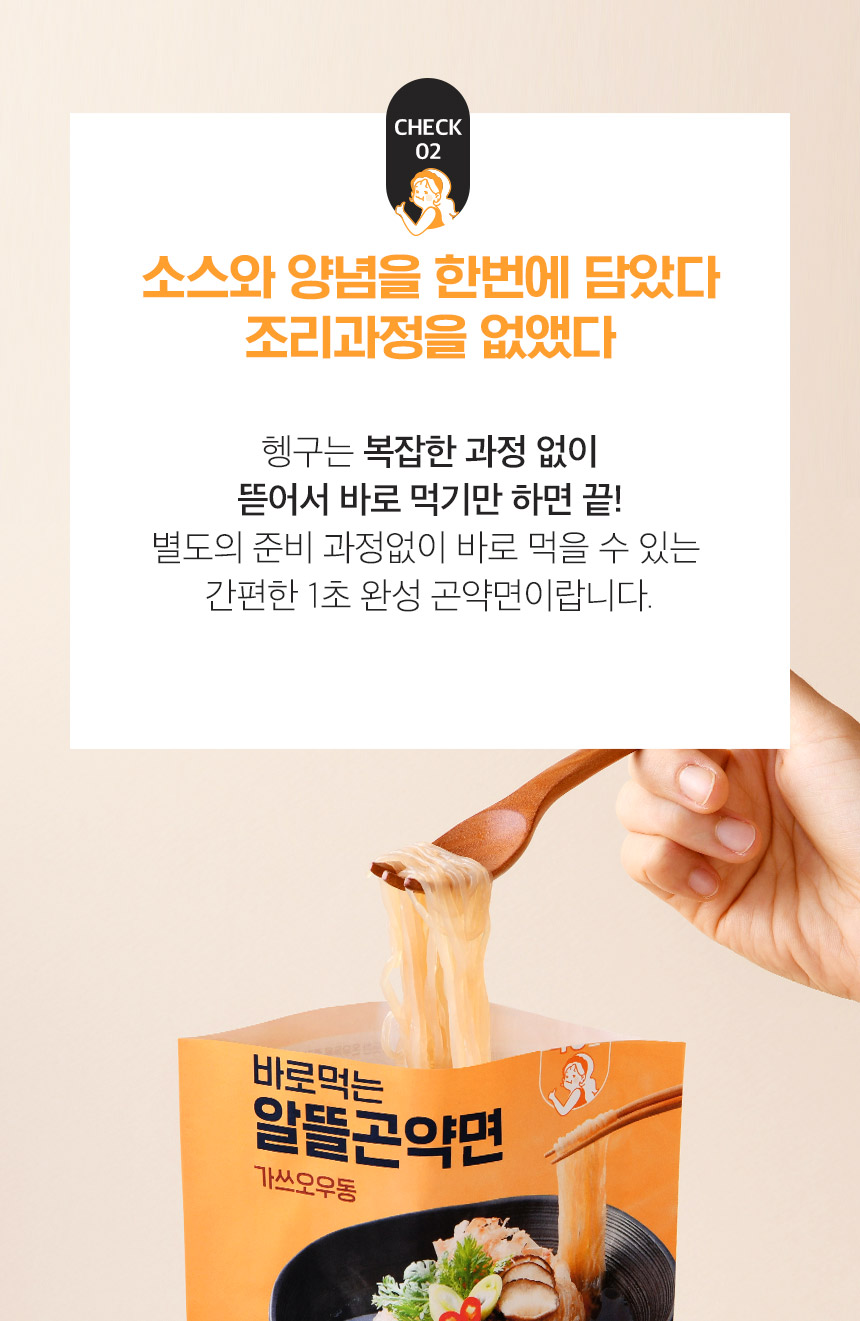 CHECK
02
소스와 양념을 한번에 담았다
조리과정을 없앴다
헹구는 복잡한 과정 없이
뜯어서 바로 먹기만 하면 끝!
별도의 준비 과정없이 바로 먹을 수 있는
간편한 1초 완성 곤약면이랍니다.
바로먹는
알뜰곤약면
가쓰오우동